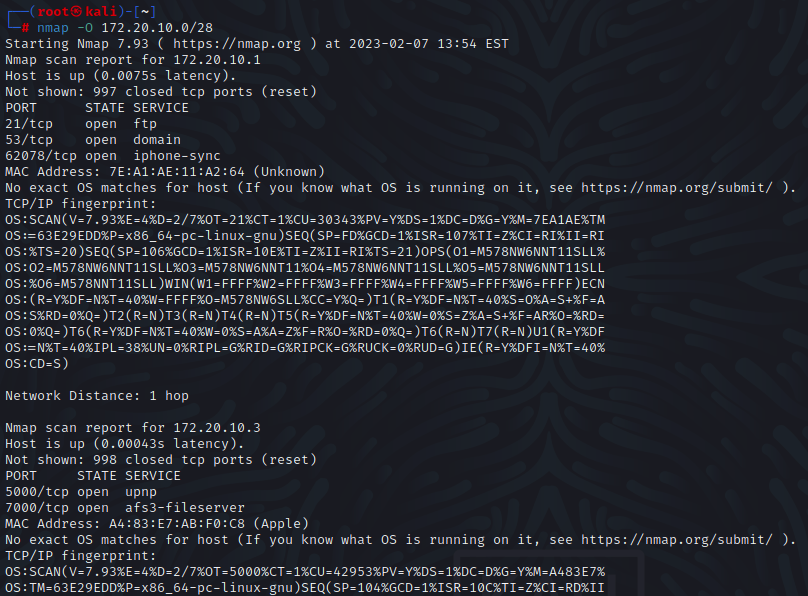 ┌──(root㉿kali)-[~]
└─# nmap -O 172.20.10.0/28
Starting Nmap 7.93 ( https://nmap.org ) at 2023-02-07 13:54 EST
Nmap scan report for 172.20.10.1
Host is up (0.0075s latency).
Not shown: 997 closed tcp ports (reset)
PORT      STATE SERVICE
21/tcp    open  ftp
53/tcp    open  domain
62078/tcp open  iphone-sync
MAC Address: 7E:A1:AE:11:A2:64 (Unknown)
No exact OS matches for host (If you know what OS is running on it, see https://nmap.org/submit/ ).
TCP/IP fingerprint:
OS:SCAN(V=7.93%E=4%D=2/7%OT=21%CT=1%CU=30343%PV=Y%DS=1%DC=D%G=Y%M=7EA1AE%TM
OS:=63E29EDD%P=x86_64-pc-linux-gnu)SEQ(SP=FD%GCD=1%ISR=107%TI=Z%CI=RI%II=RI
OS:%TS=20)SEQ(SP=106%GCD=1%ISR=10E%TI=Z%II=RI%TS=21)OPS(O1=M578NW6NNT11SLL%
OS:O2=M578NW6NNT11SLL%O3=M578NW6NNT11%O4=M578NW6NNT11SLL%O5=M578NW6NNT11SLL
OS:%O6=M578NNT11SLL)WIN(W1=FFFF%W2=FFFF%W3=FFFF%W4=FFFF%W5=FFFF%W6=FFFF)ECN
OS:(R=Y%DF=N%T=40%W=FFFF%O=M578NW6SLL%CC=Y%Q=)T1(R=Y%DF=N%T=40%S=O%A=S+%F=A
OS:S%RD=0%Q=)T2(R=N)T3(R=N)T4(R=N)T5(R=Y%DF=N%T=40%W=0%S=Z%A=S+%F=AR%O=%RD=
OS:0%Q=)T6(R=Y%DF=N%T=40%W=0%S=A%A=Z%F=R%O=%RD=0%Q=)T6(R=N)T7(R=N)U1(R=Y%DF
OS:=N%T=40%IPL=38%UN=0%RIPL=G%RID=G%RIPCK=G%RUCK=0%RUD=G)IE(R=Y%DFI=N%T=40%
OS:CD=S)
Network Distance: 1 hop
Nmap scan report for 172.20.10.3
Host is up (0.00043s latency).
Not shown: 998 closed tcp ports (reset)
PORT     STATE SERVICE
5000/tcp open  upnp
7000/tcp open  afs3-fileserver
MAC Address: A4:83:E7:AB:F0:C8 (Apple)
No exact OS matches for host (If you know what OS is running on it, see https://nmap.org/submit/ ).
TCP/IP fingerprint:
OS:SCAN(V=7.93%E=4%D=2/7%OT=5000%CT=1%CU=42953%PV=Y%DS=1%DC=D%G=Y%M=A483E7%
OS:TM=63E29EDD%P=x86_64-pc-linux-gnu)SEQ(SP=104%GCD=1%ISR=10C%TI=Z%CI=RD%II